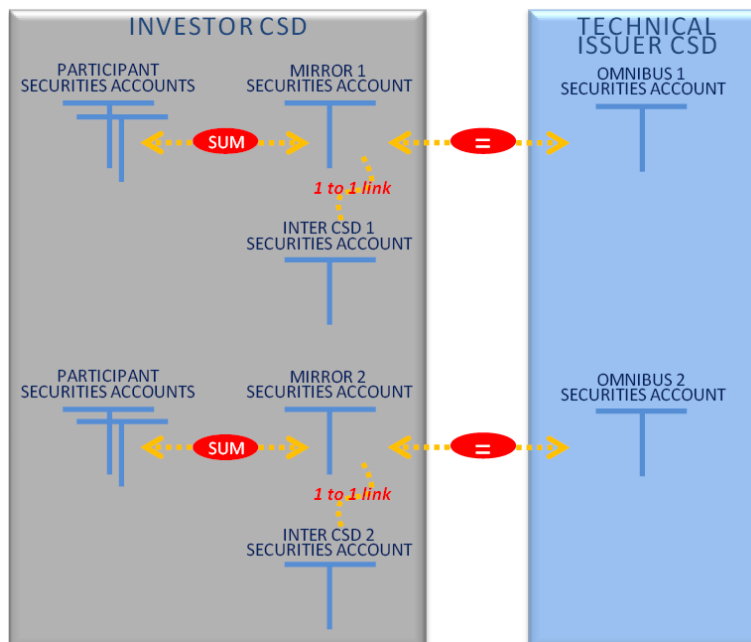 INVESTOR CSD
TECHNICAL
ISSUER CSD
PARTICIPANT
SECURITIES ACCOUNTS
MIRROR 1
SECURITIES ACCOUNT
OMNIBUS 1
SECURITIES ACCOUNT
SUM
=
1 to 1 link
INTER CSD 1
SECURITIES ACCOUNT
PARTICIPANT
SECURITIES ACCOUNTS
MIRROR 2
SECURITIES ACCOUNT
OMNIBUS 2
SECURITIES ACCOUNT
SUM
=
1 to 1 link
INTER CSD 2
SECURITIES ACCOUNT